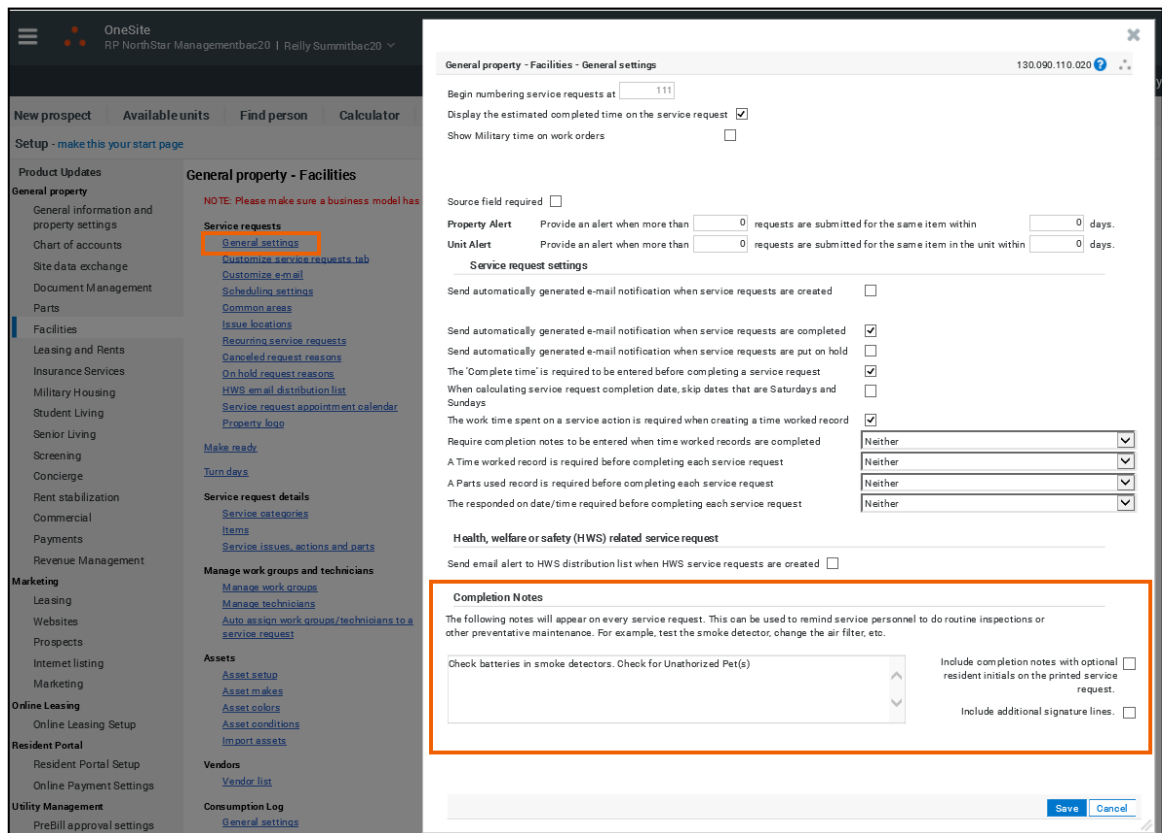 OneSite
RP NorthStar Managementbac20 | Reilly Summitbac20
New prospect
Available units
Find person
Calculator
y
Setup - make this your start page
Product Updates
General property
General information and
property settings
Chart of accounts
Site data exchange
Document Management
Parts
Facilities
Leasing and Rents
Insurance Services
Military Housing
Student Living
Senior Living
Screening
Concierge
Rent stabilization
Commercial
Payments
Revenue Management
Marketing
Leasing
Websites
Prospects
Internet listing
Marketing
Online Leasing
Online Leasing Setup
Resident Portal
Resident Portal Setup
Online Payment Settings
Utility Management
PreBill approval settings
General property - Facilities
NOTE: Please make sure a business model has
Service requests
General settings
Customize service requests tab
Customize e-mail
Scheduling settings
Common areas
Issue locations
Recurring service requests
Canceled request reasons
On hold request reasons
HWS email distribution list
Service request appointment calendar
Property logo
Make ready
Turn days
Service request details
Service categories
Items
Service issues, actions and parts
Manage work groups and technicians
Manage work groups
Manage technicians
Auto assign work groups/technicians to a
service request
Assets
Asset setup
Asset makes
Asset colors
Asset conditions
Import assets
Vendors
Vendor list
Consumption Log
General settings
General property - Facilities - General settings
130.090.110.020 ?
Begin numbering service requests at 111
Display the estimated completed time on the service request
Show Military time on work orders
Source field required
Property Alert Provide an alert when more than 0 requests are submitted for the same item within 0 days.
Unit Alert Provide an alert when more than 0 requests are submitted for the same item in the unit within 0 days.
Service request settings
Send automatically generated e-mail notification when service requests are created
Send automatically generated e-mail notification when service requests are completed
Send automatically generated e-mail notification when service requests are put on hold
The 'Complete time' is required to be entered before completing a service request
When calculating service request completion date, skip dates that are Saturdays and
Sundays
The work time spent on a service action is required when creating a time worked record
Require completion notes to be entered when time worked records are completed Neither
A Time worked record is required before completing each service request Neither
A Parts used record is required before completing each service request Neither
The responded on date/time required before completing each service request Neither
Health, welfare or safety (HWS) related service request
Send email alert to HWS distribution list when HWS service requests are created
Completion Notes
The following notes will appear on every service request. This can be used to remind service personnel to do routine inspections or
other preventative maintenance. For example, test the smoke detector, change the air filter, etc.
Check batteries in smoke detectors. Check for Unathorized Pet(s)
Include completion notes with optional
resident initials on the printed service
request.
Include additional signature lines.
Save
Cancel